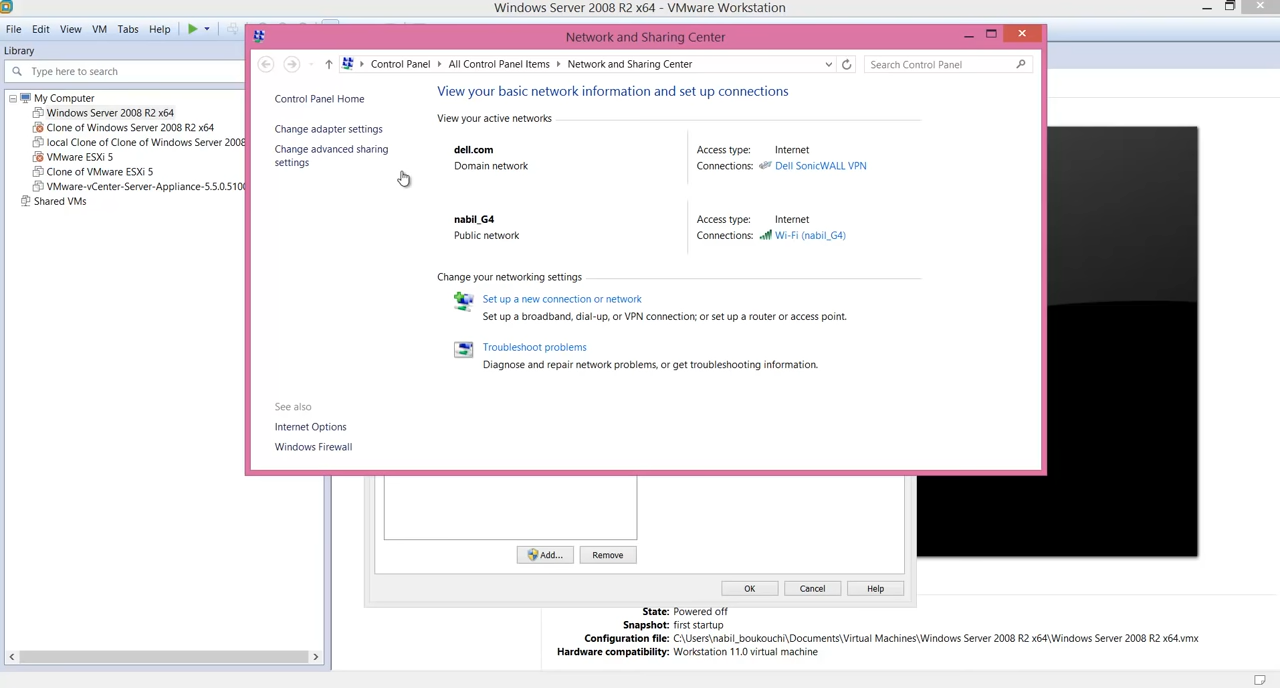 Windows Server 2008 R2 x64 - VMware Workstation
File Edit View VM Tabs Help
Library
Type here to search
My Computer
Windows Server 2008 R2 x64
Clone of Windows Server 2008 R2 x64
local Clone of Clone of Windows Server 2008
VMware ESXi 5
Clone of VMware ESXi 5
VMware-vCenter-Server-Appliance-5.5.0.5100
Shared VMs
Network and Sharing Center
Control Panel All Control Panel Items Network and Sharing Center
Search Control Panel
Control Panel Home
Change adapter settings
Change advanced sharing
settings
See also
Internet Options
Windows Firewall
View your basic network information and set up connections
View your active networks
dell.com
Domain network
Access type: Internet
Connections: Dell SonicWALL VPN
nabil_G4
Public network
Access type: Internet
Connections: Wi-Fi (nabil_G4)
Change your networking settings
Set up a new connection or network
Set up a broadband, dial-up, or VPN connection; or set up a router or access point.
Troubleshoot problems
Diagnose and repair network problems, or get troubleshooting information.
Add... Remove
OK Cancel Help
State: Powered off
Snapshot: first startup
Configuration file: C:\Users\nabil_boukouchi\Documents\Virtual Machines\Windows Server 2008 R2 x64\Windows Server 2008 R2 x64.vmx
Hardware compatibility: Workstation 11.0 virtual machine